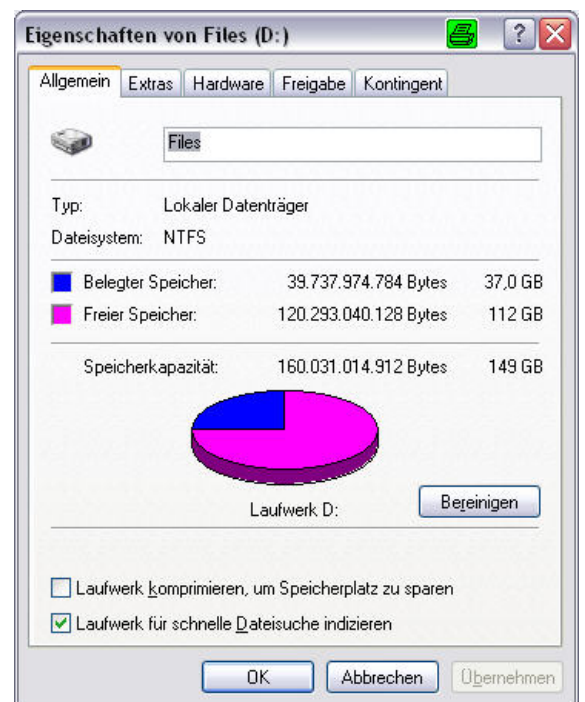 Eigenschaften von Files (D:)
Allgemein Extras Hardware Freigabe Kontingent
Files
Typ: Lokaler Datenträger
Dateisystem: NTFS
Belegter Speicher: 39.737.974.784 Bytes 37,0 GB
Freier Speicher: 120.293.040.128 Bytes 112 GB
Speicherkapazität: 160.031.014.912 Bytes 149 GB
Laufwerk D:
Bereinigen
Laufwerk komprimieren, um Speicherplatz zu sparen
Laufwerk für schnelle Dateisuche indizieren
OK Abbrechen Übernehmen